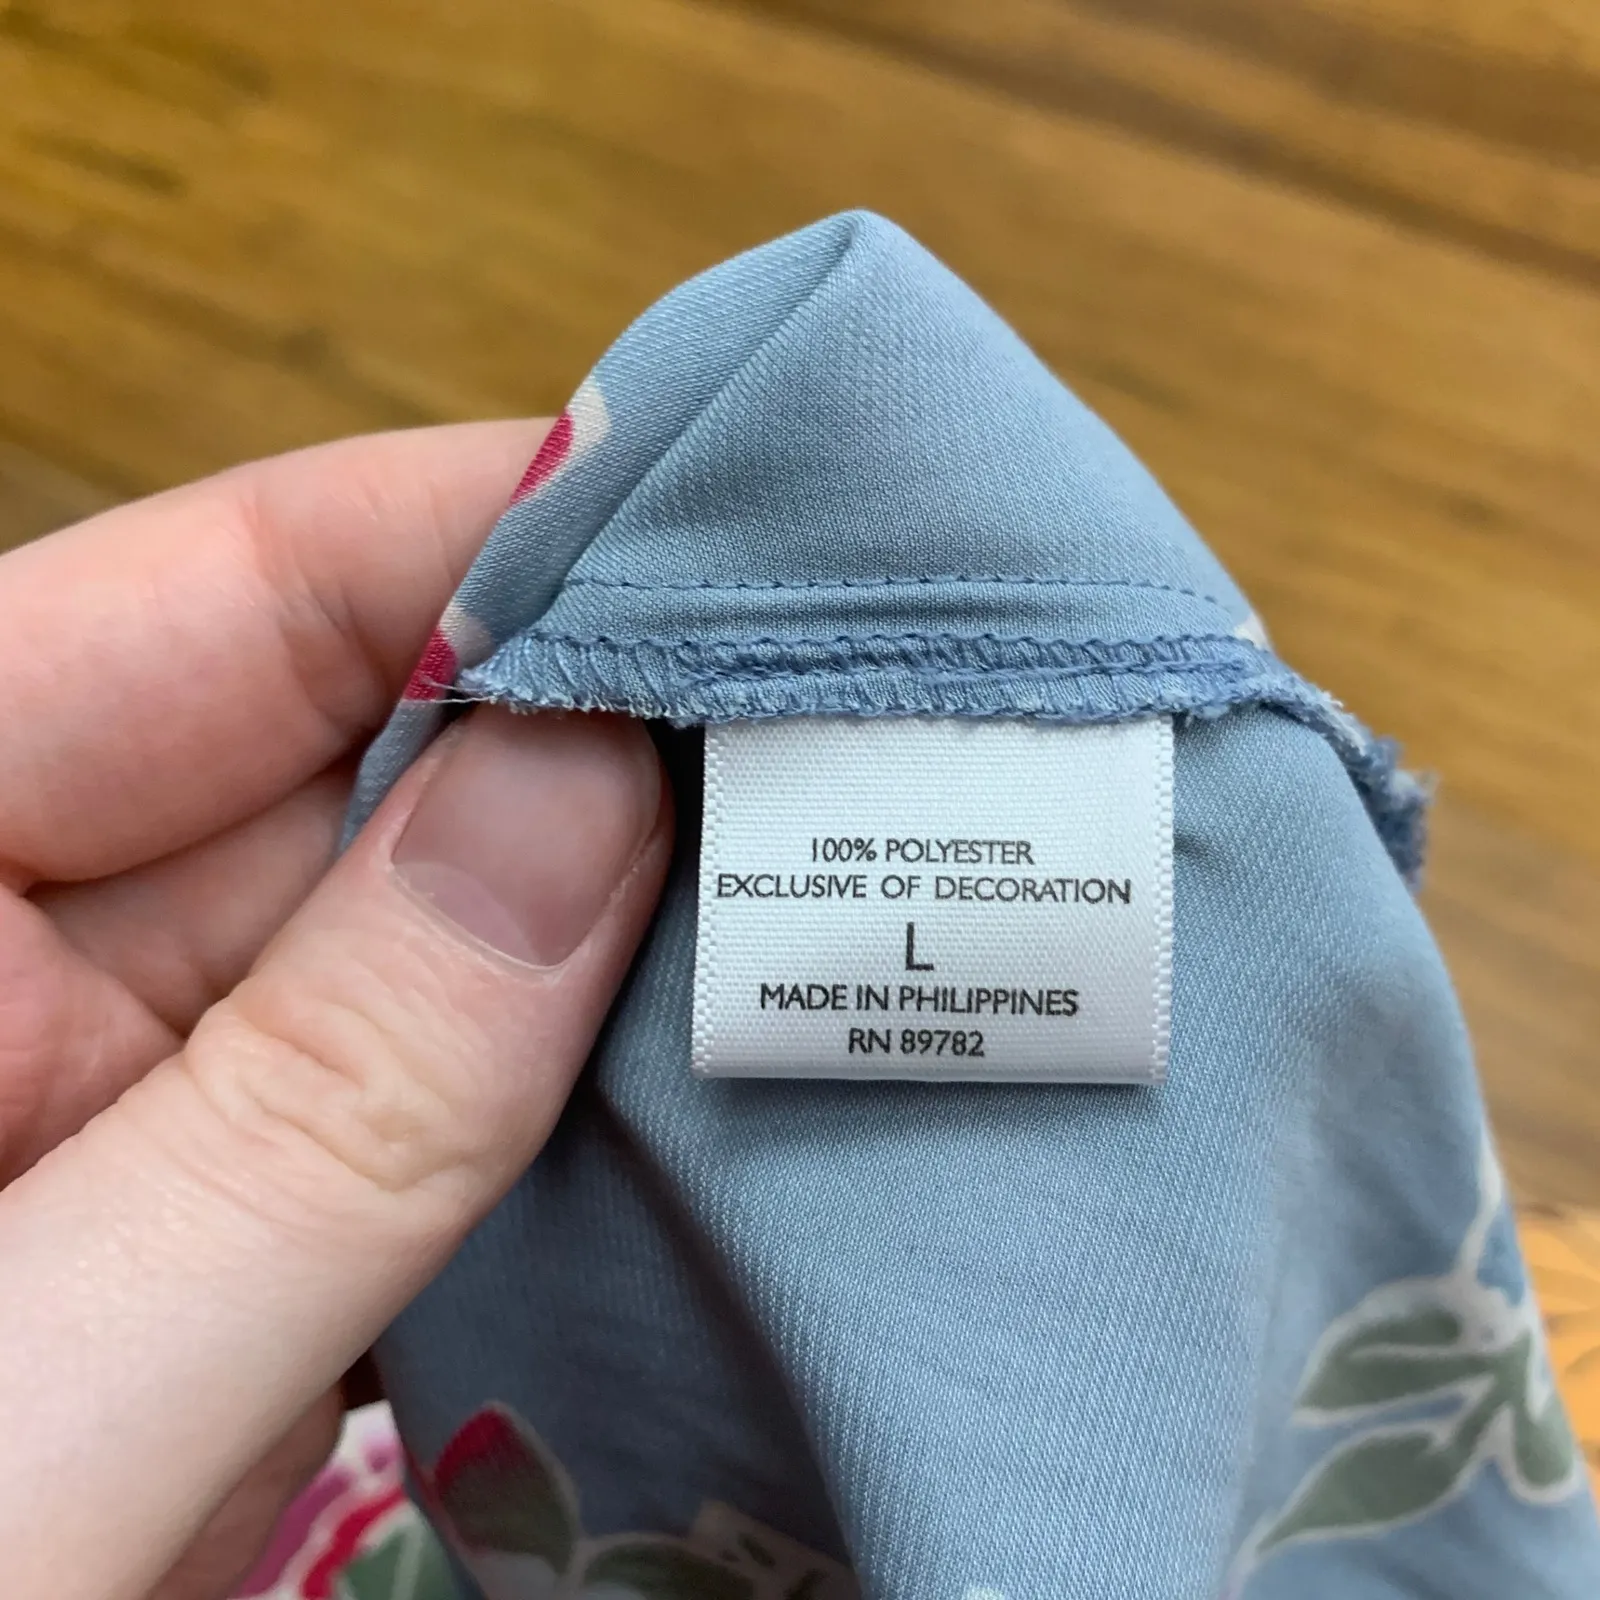 100% POLYESTER
EXCLUSIVE OF DECORATION
L
MADE IN PHILIPPINES
RN 89782